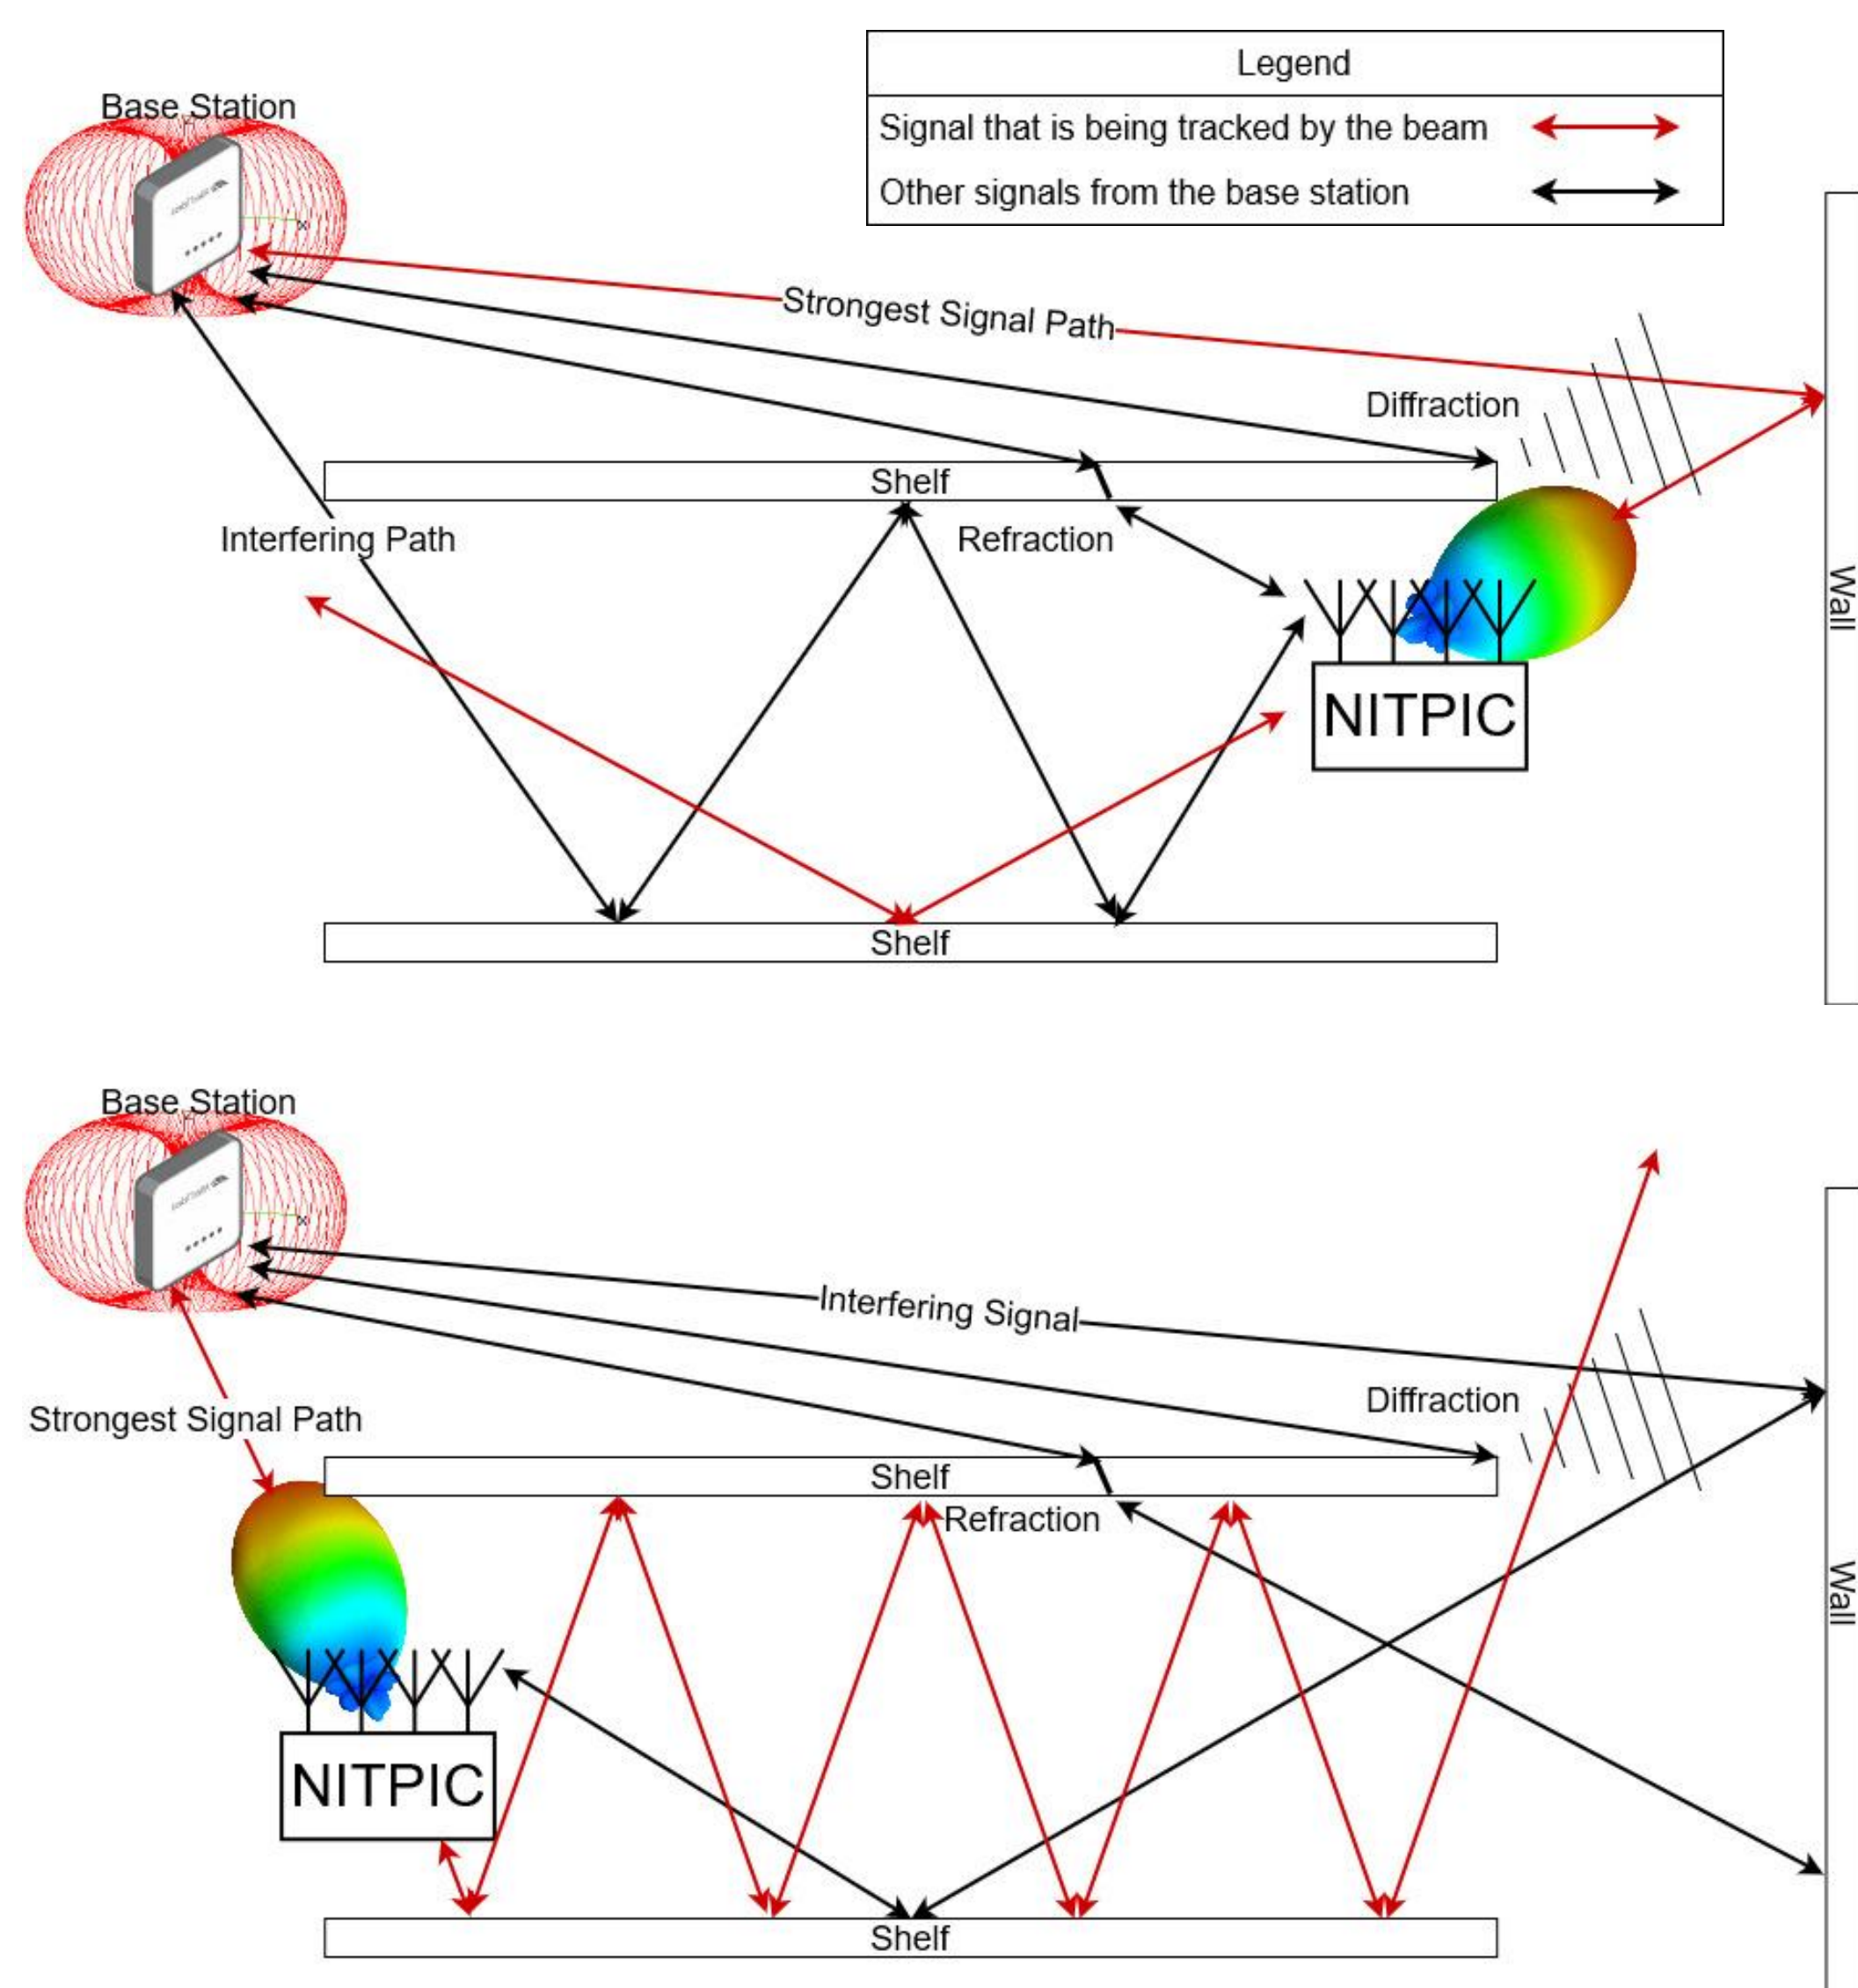 Legend
Signal that is being tracked by the beam
Other signals from the base station
Base Station
Strongest Signal Path
Diffraction
Shelf
Interfering Path
Refraction
Wall
NITPIC
Shelf
Base Station
Interfering Signal
Diffraction
Strongest Signal Path
Shelf
Refraction
Wall
NITPIC
Shelf